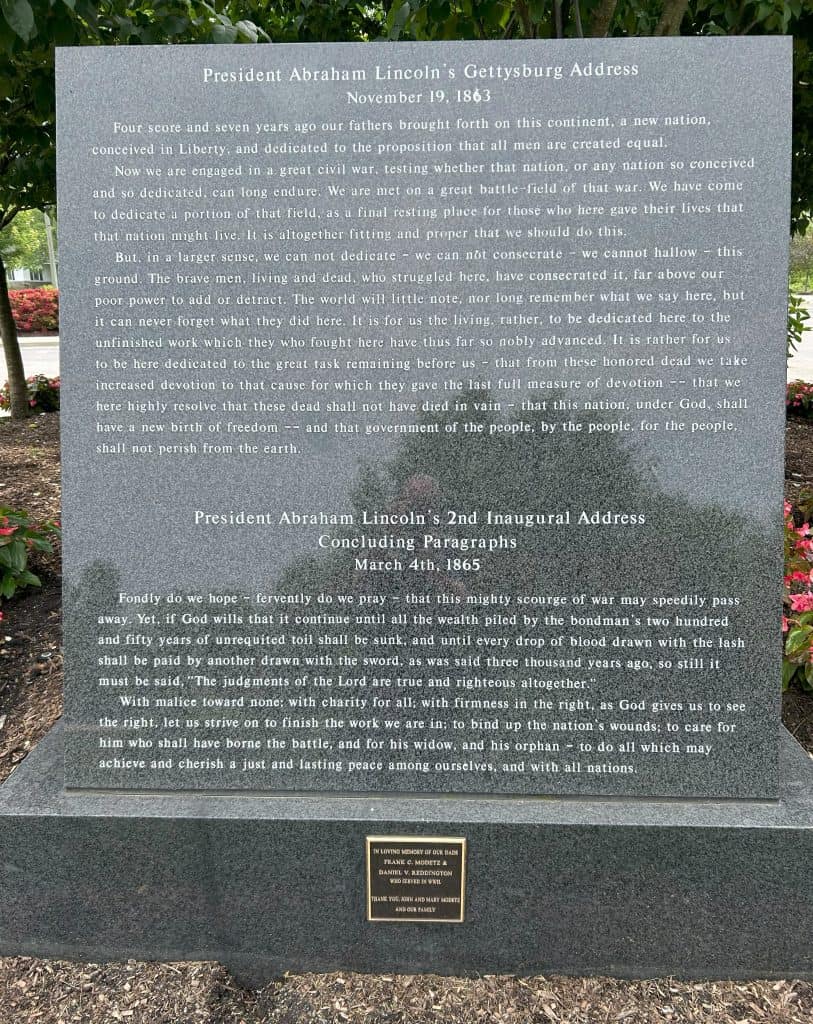 President Abraham Lincoln's Gettysburg Address
November 19, 1863
Four score and seven years ago our fathers brought forth on this continent, a new nation,
conceived in Liberty, and dedicated to the proposition that all men are created equal.
Now we are engaged in a great civil war, testing whether that nation, or any nation so conceived
and so dedicated, can long endure. We are met on a great battle-field of that war. We have come
to dedicate a portion of that field, as a final resting place for those who here gave their lives that
that nation might live. It is altogether fitting and proper that we should do this.
But, in a larger sense, we can not dedicate - we can not consecrate - we cannot hallow - this
ground. The brave men, living and dead, who struggled here, have consecrated it, far above our
poor power to add or detract. The world will little note, nor long remember what we say here, but
it can never forget what they did here. It is for us the living, rather, to be dedicated here to the
unfinished work which they who fought here have thus far so nobly advanced. It is rather for us
to be here dedicated to the great task remaining before us - that from these honored dead we take
increased devotion to that cause for which they gave the last full measure of devotion -- that we
here highly resolve that these dead shall not have died in vain - that this nation, under God, shall
have a new birth of freedom -- and that government of the people, by the people, for the people,
shall not perish from the earth.
President Abraham Lincoln's 2nd Inaugural Address
Concluding Paragraphs
March 4th, 1865
Fondly do we hope - fervently do we pray - that this mighty scourge of war may speedily pass
away. Yet, if God wills that it continue until all the wealth piled by the bondman's two hundred
and fifty years of unrequited toil shall be sunk, and until every drop of blood drawn with the lash
shall be paid by another drawn with the sword, as was said three thousand years ago, so still it
must be said, "The judgments of the Lord are true and righteous altogether."
With malice toward none; with charity for all; with firmness in the right, as God gives us to see
the right, let us strive on to finish the work we are in; to bind up the nation's wounds; to care for
him who shall have borne the battle, and for his widow, and his orphan - to do all which may
achieve and cherish a just and lasting peace among ourselves, and with all nations.
IN LOVING MEMORY OF OUR DADS
FRANK C. MODETZ &
DANIEL V. REDDINGTON
WHO SERVED IN WWII.
THANK YOU, JOHN AND MARY MODETZ
AND OUR FAMILY